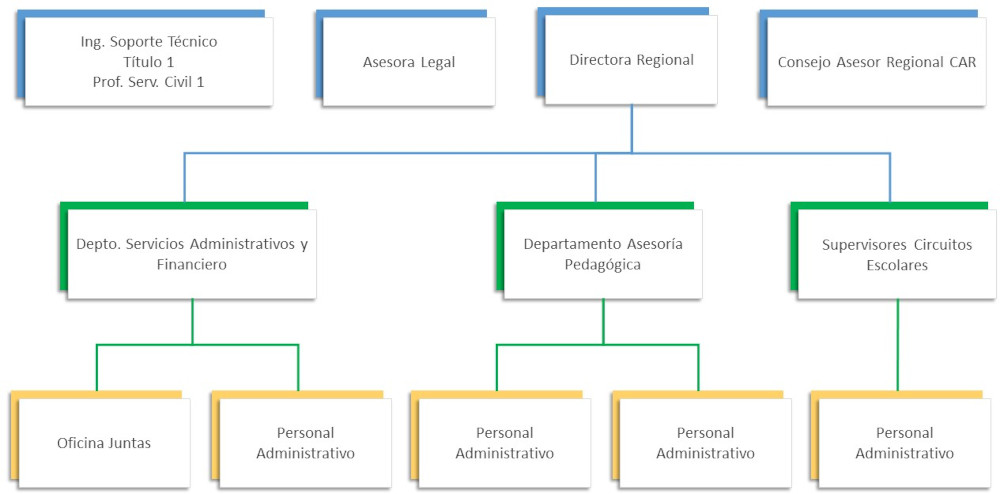 Ing. Soporte Técnico
Título 1
Prof. Serv. Civil 1
Asesora Legal
Directora Regional
Consejo Asesor Regional CAR
Depto. Servicios Administrativos y
Financiero
Departamento Asesoría
Pedagógica
Supervisores Circuitos
Escolares
Oficina Juntas
Personal
Administrativo
Personal
Administrativo
Personal
Administrativo
Personal
Administrativo